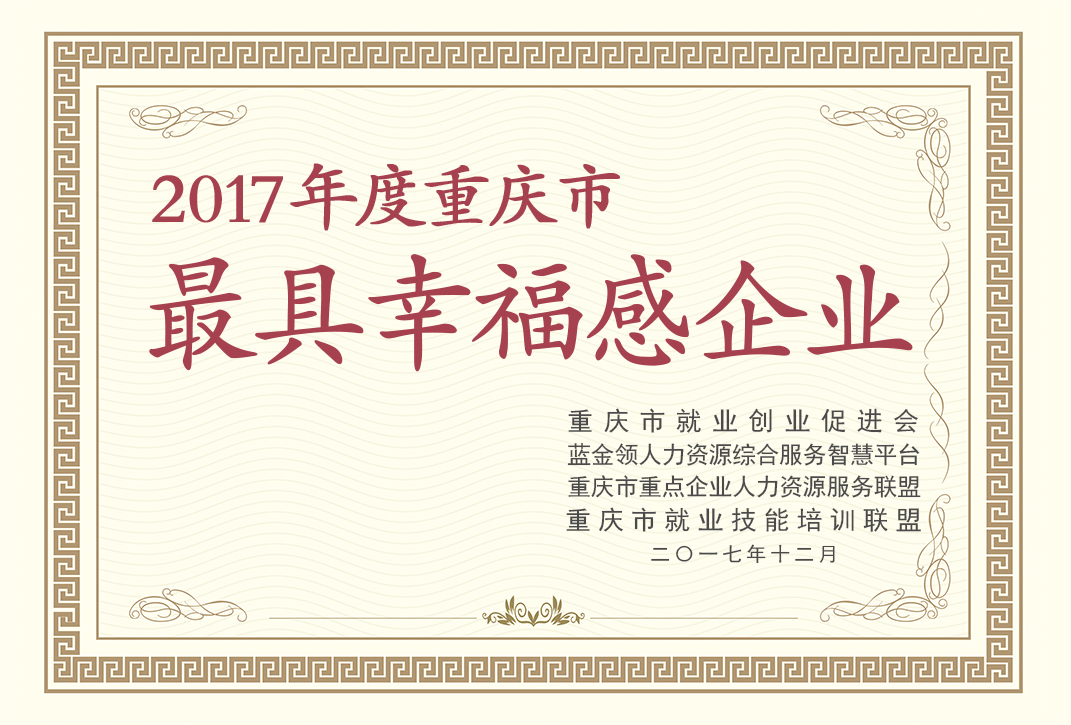 2017年度重庆市
最具幸福感企业
重庆市就业创业促进会
蓝金领人力资源综合服务智慧平台
重庆市重点企业人力资源服务联盟
重庆市就业技能培训联盟
二〇一七年十二月